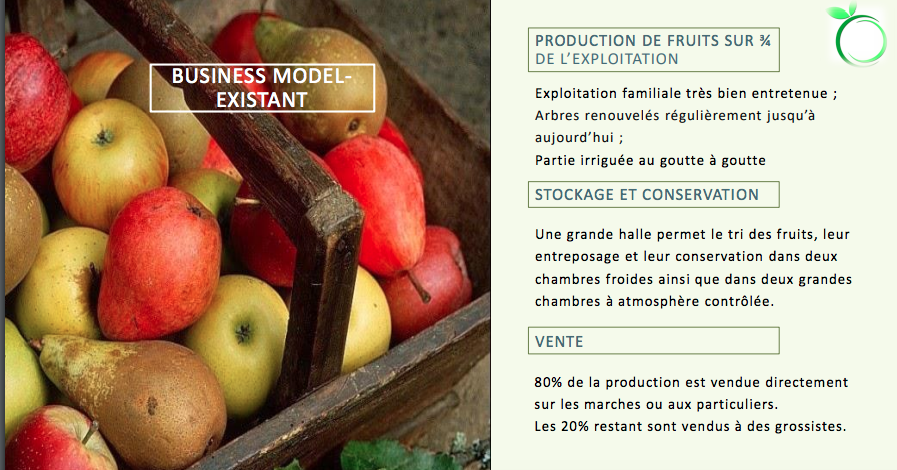 BUSINESS MODEL-
EXISTANT
PRODUCTION DE FRUITS SUR ¾
DE L’EXPLOITATION
Exploitation familiale très bien entretenue ;
Arbres renouvelés régulièrement jusqu’à
aujourd’hui ;
Partie irriguée au goutte à goutte
STOCKAGE ET CONSERVATION
Une grande halle permet le tri des fruits, leur
entreposage et leur conservation dans deux
chambres froides ainsi que dans deux grandes
chambres à atmosphère contrôlée.
VENTE
80% de la production est vendue directement
sur les marches ou aux particuliers.
Les 20% restant sont vendus à des grossistes.